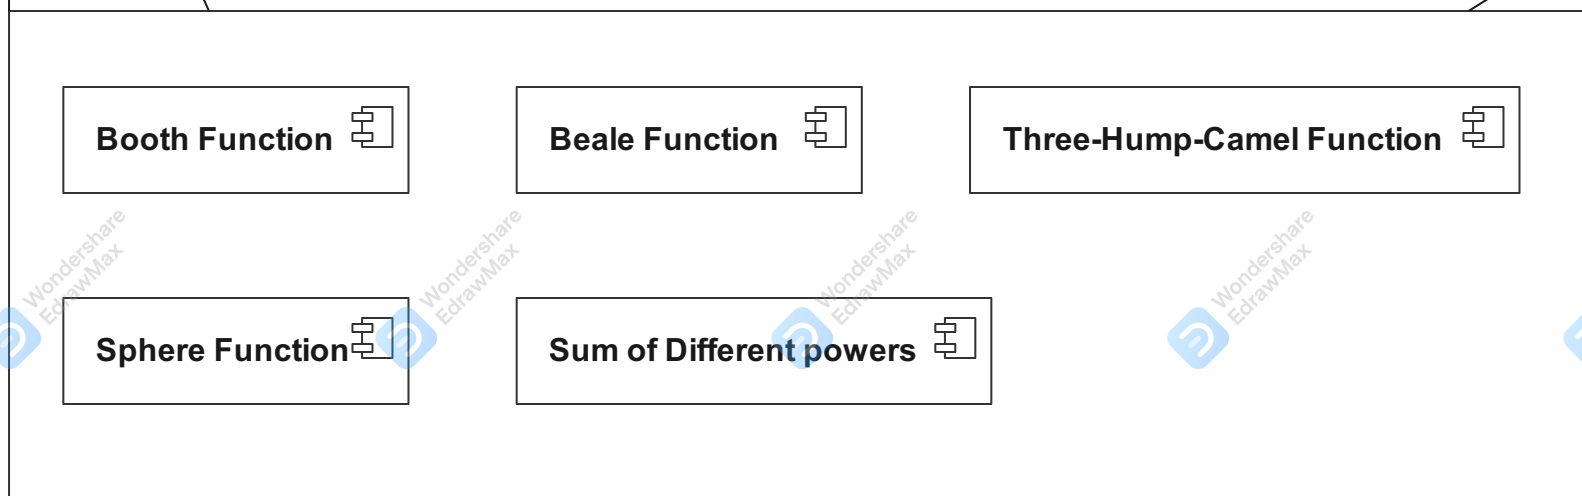 Booth Function
Beale Function
Three-Hump-Camel Function
Wondershare
EdrawMax
Wondershare
EdrawMax
Wondershare
EdrawMax
Wondershare
EdrawMax
Sphere Function
Sum of Different powers